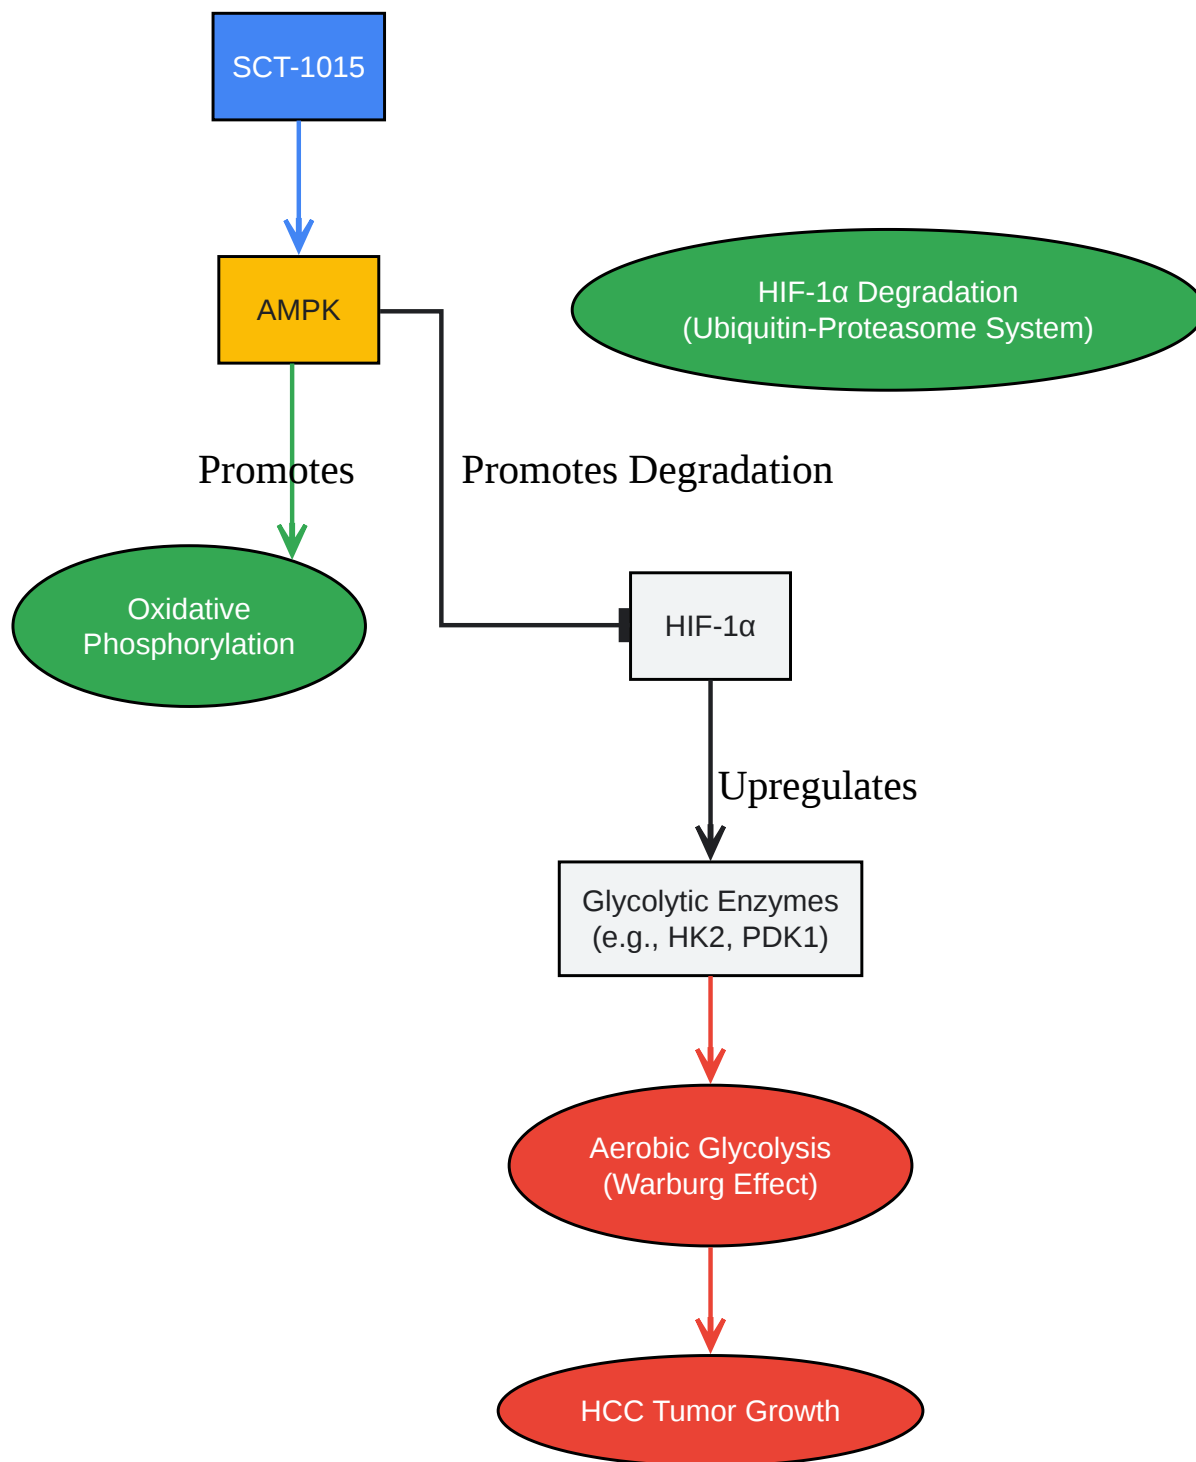 SCT-1015
AMPK
HIF-1α Degradation
(Ubiquitin-Proteasome System)
Promotes
Promotes Degradation
Oxidative
Phosphorylation
HIF-1α
Upregulates
Glycolytic Enzymes
(e.g., HK2, PDK1)
Aerobic Glycolysis
(Warburg Effect)
HCC Tumor Growth